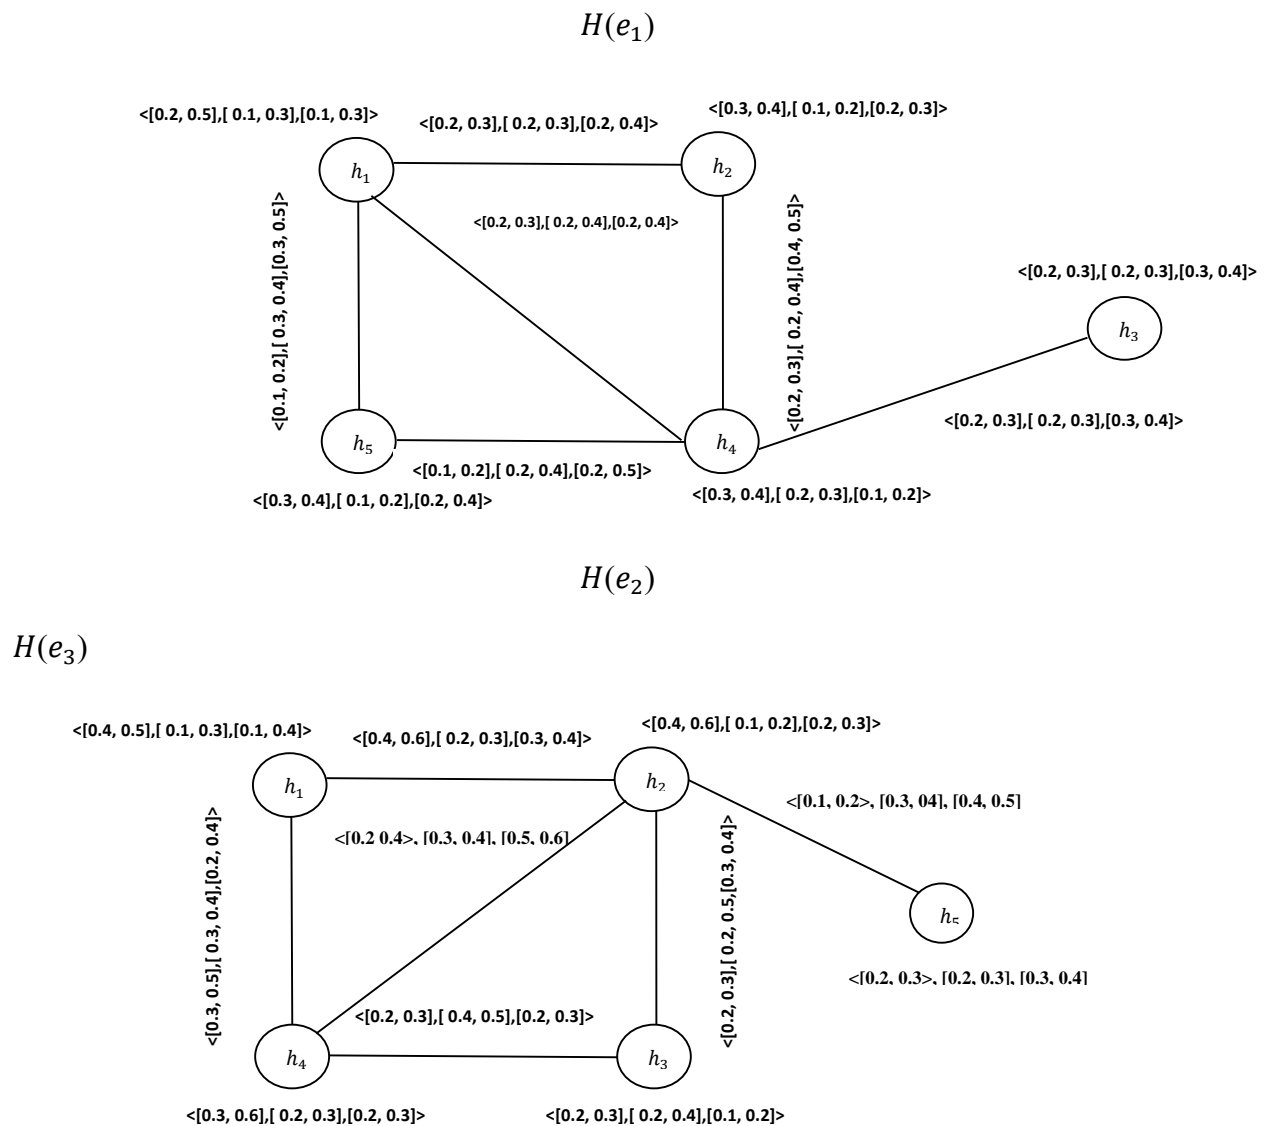 H(e₁)
<[0.2, 0.5],[ 0.1, 0.3],[0.1, 0.3]>
<[0.2, 0.3],[ 0.2, 0.3],[0.2, 0.4]>
<[0.3, 0.4],[ 0.1, 0.2],[0.2, 0.3]>
h₁
h₂
<[0.1, 0.2],[ 0.3, 0.4],[0.3, 0.5]>
<[0.2, 0.3],[ 0.2, 0.4],[0.2, 0.4]>
<[0.2, 0.3],[ 0.2, 0.4],[0.4, 0.5]>
<[0.2, 0.3],[ 0.2, 0.3],[0.3, 0.4]>
h₃
<[0.2, 0.3],[ 0.2, 0.3],[0.3, 0.4]>
h₅
h₄
<[0.1, 0.2],[ 0.2, 0.4],[0.2, 0.5]>
<[0.3, 0.4],[ 0.1, 0.2],[0.2, 0.4]>
<[0.3, 0.4],[ 0.2, 0.3],[0.1, 0.2]>
H(e₂)
H(e₃)
<[0.4, 0.5],[ 0.1, 0.3],[0.1, 0.4]>
<[0.4, 0.6],[ 0.2, 0.3],[0.3, 0.4]>
<[0.4, 0.6],[ 0.1, 0.2],[0.2, 0.3]>
h₁
h₂
<[0.1, 0.2>, [0.3, 04], [0.4, 0.5]
<[0.3, 0.5],[ 0.3, 0.4],[0.2, 0.4]>
<[0.2 0.4>, [0.3, 0.4], [0.5, 0.6]
<[0.2, 0.3],[ 0.2, 0.5,[0.3, 0.4]>
h₅
<[0.2, 0.3>, [0.2, 0.3], [0.3, 0.4]
<[0.2, 0.3],[ 0.4, 0.5],[0.2, 0.3]>
h₄
h₃
<[0.3, 0.6],[ 0.2, 0.3],[0.2, 0.3]>
<[0.2, 0.3],[ 0.2, 0.4],[0.1, 0.2]>